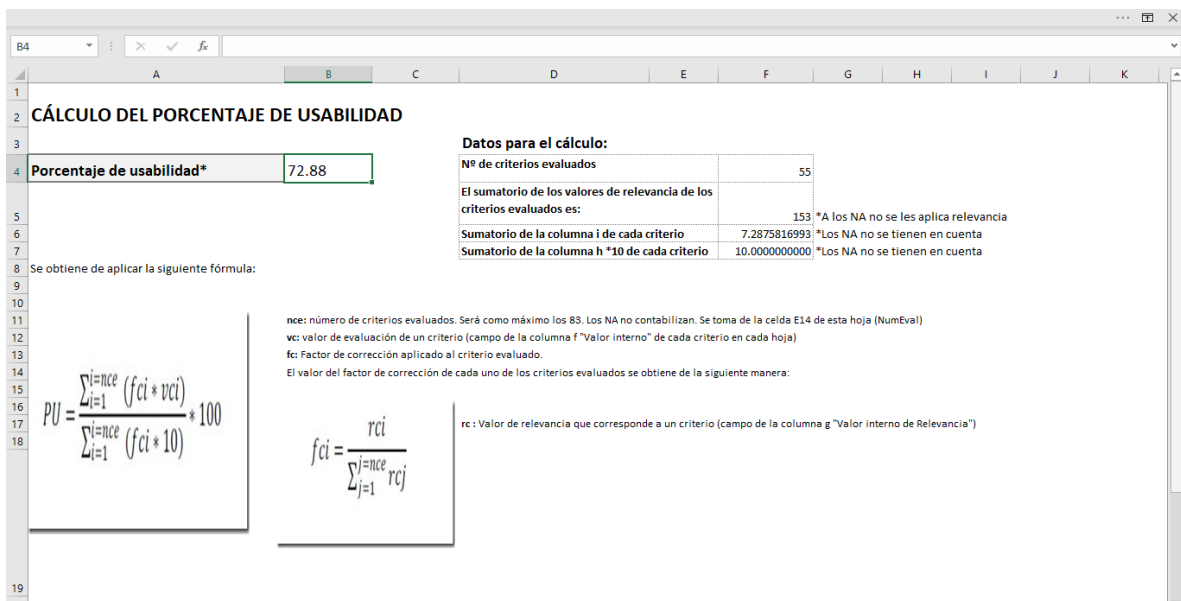 B4
fx
A B C D E F G H I J K
1
2 CÁLCULO DEL PORCENTAJE DE USABILIDAD
3 Datos para el cálculo:
4 Porcentaje de usabilidad* 72.88 Nº de criterios evaluados 55
El sumatorio de los valores de relevancia de los
5 criterios evaluados es: 153 *A los NA no se les aplica relevancia
6 Sumatorio de la columna i de cada criterio 7.2875816993 *Los NA no se tienen en cuenta
7 Sumatorio de la columna h *10 de cada criterio 10.0000000000 *Los NA no se tienen en cuenta
8 Se obtiene de aplicar la siguiente fórmula:
9
10
11 nce: número de criterios evaluados. Será como máximo los 83. Los NA no contabilizan. Se toma de la celda E14 de esta hoja (NumEval)
12 vc: valor de evaluación de un criterio (campo de la columna f "Valor interno" de cada criterio en cada hoja)
13 fc: Factor de corrección aplicado al criterio evaluado.
14 El valor del factor de corrección de cada uno de los criterios evaluados se obtiene de la siguiente manera:
15
16
17 rc : Valor de relevancia que corresponde a un criterio (campo de la columna g "Valor interno de Relevancia")
18
PU = ∑_{i=1}^{i=nce} (fci * vci) / ∑_{i=1}^{i=nce} (fci * 10) * 100
fci = rci / ∑_{j=1}^{j=nce} rcj
19